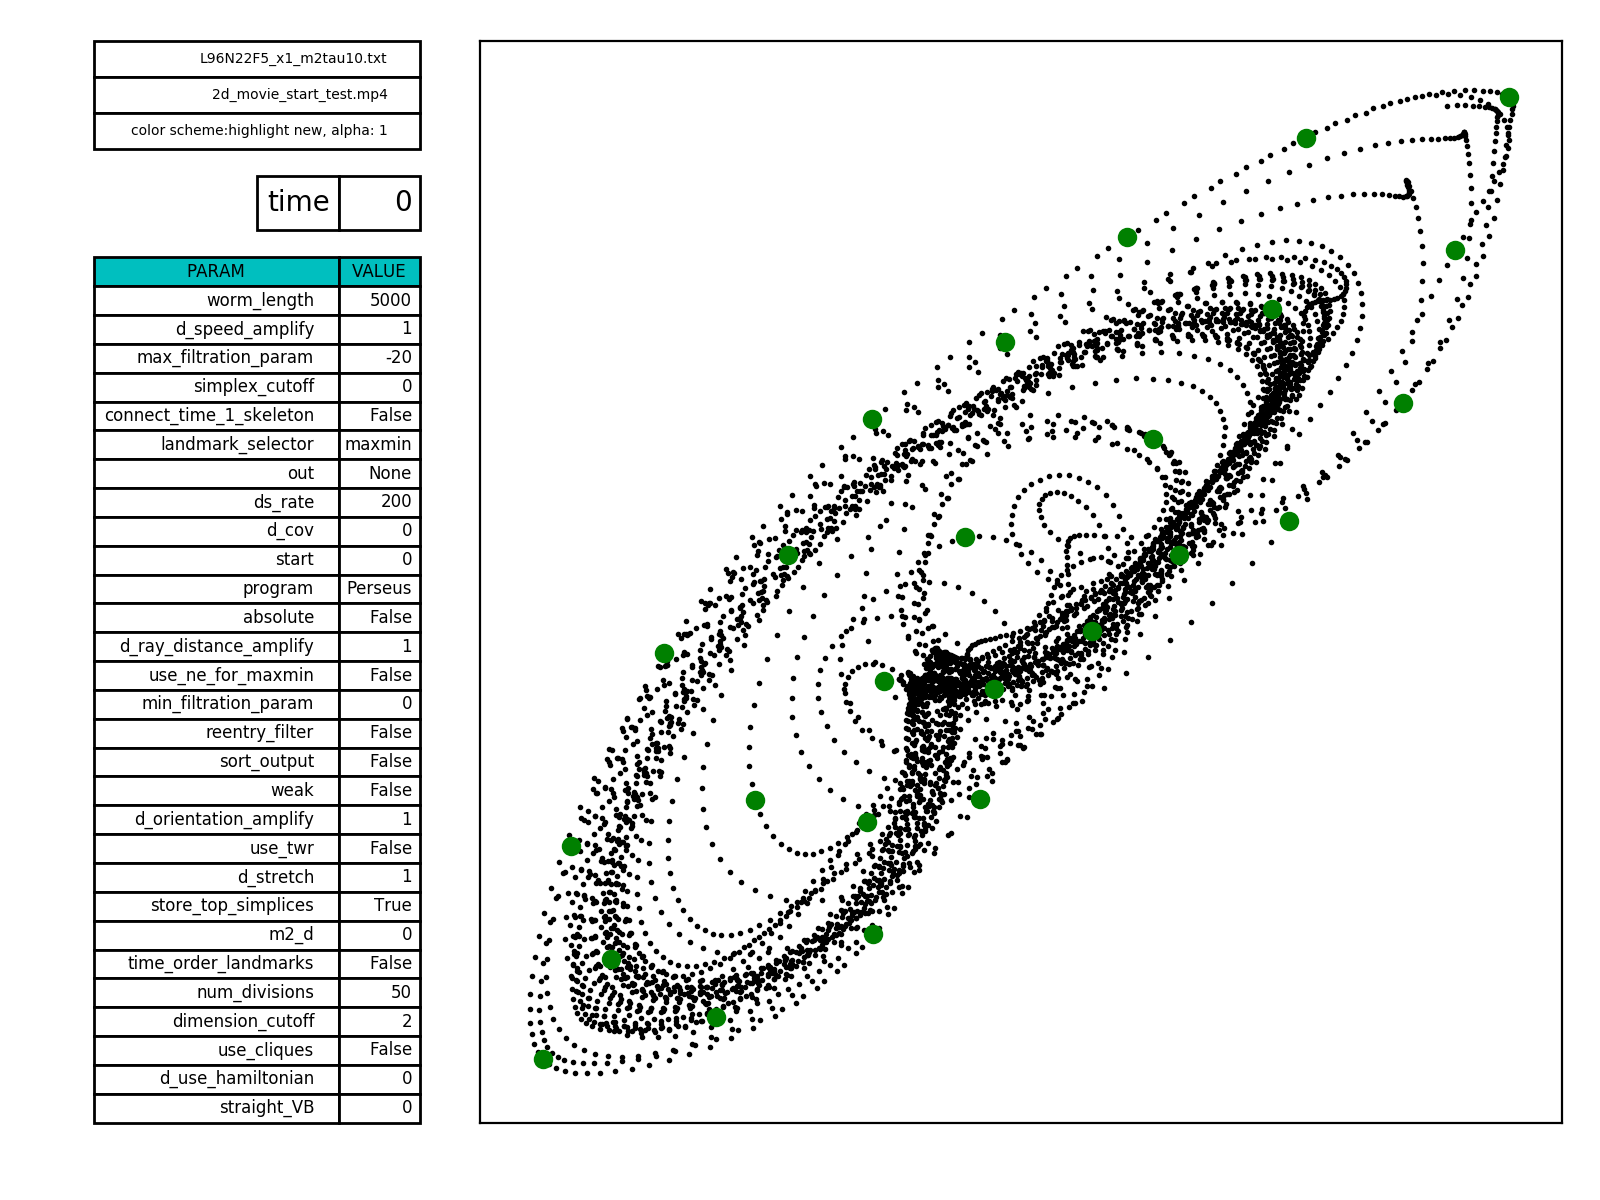 L96N22F5_x1_m2tau10.txt
2d_movie_start_test.mp4
color scheme:highlight new, alpha: 1
time 0
PARAM VALUE
worm_length 5000
d_speed_amplify 1
max_filtration_param -20
simplex_cutoff 0
connect_time_1_skeleton False
landmark_selector maxmin
out None
ds_rate 200
d_cov 0
start 0
program Perseus
absolute False
d_ray_distance_amplify 1
use_ne_for_maxmin False
min_filtration_param 0
reentry_filter False
sort_output False
weak False
d_orientation_amplify 1
use_twr False
d_stretch 1
store_top_simplices True
m2_d 0
time_order_landmarks False
num_divisions 50
dimension_cutoff 2
use_cliques False
d_use_hamiltonian 0
straight_VB 0